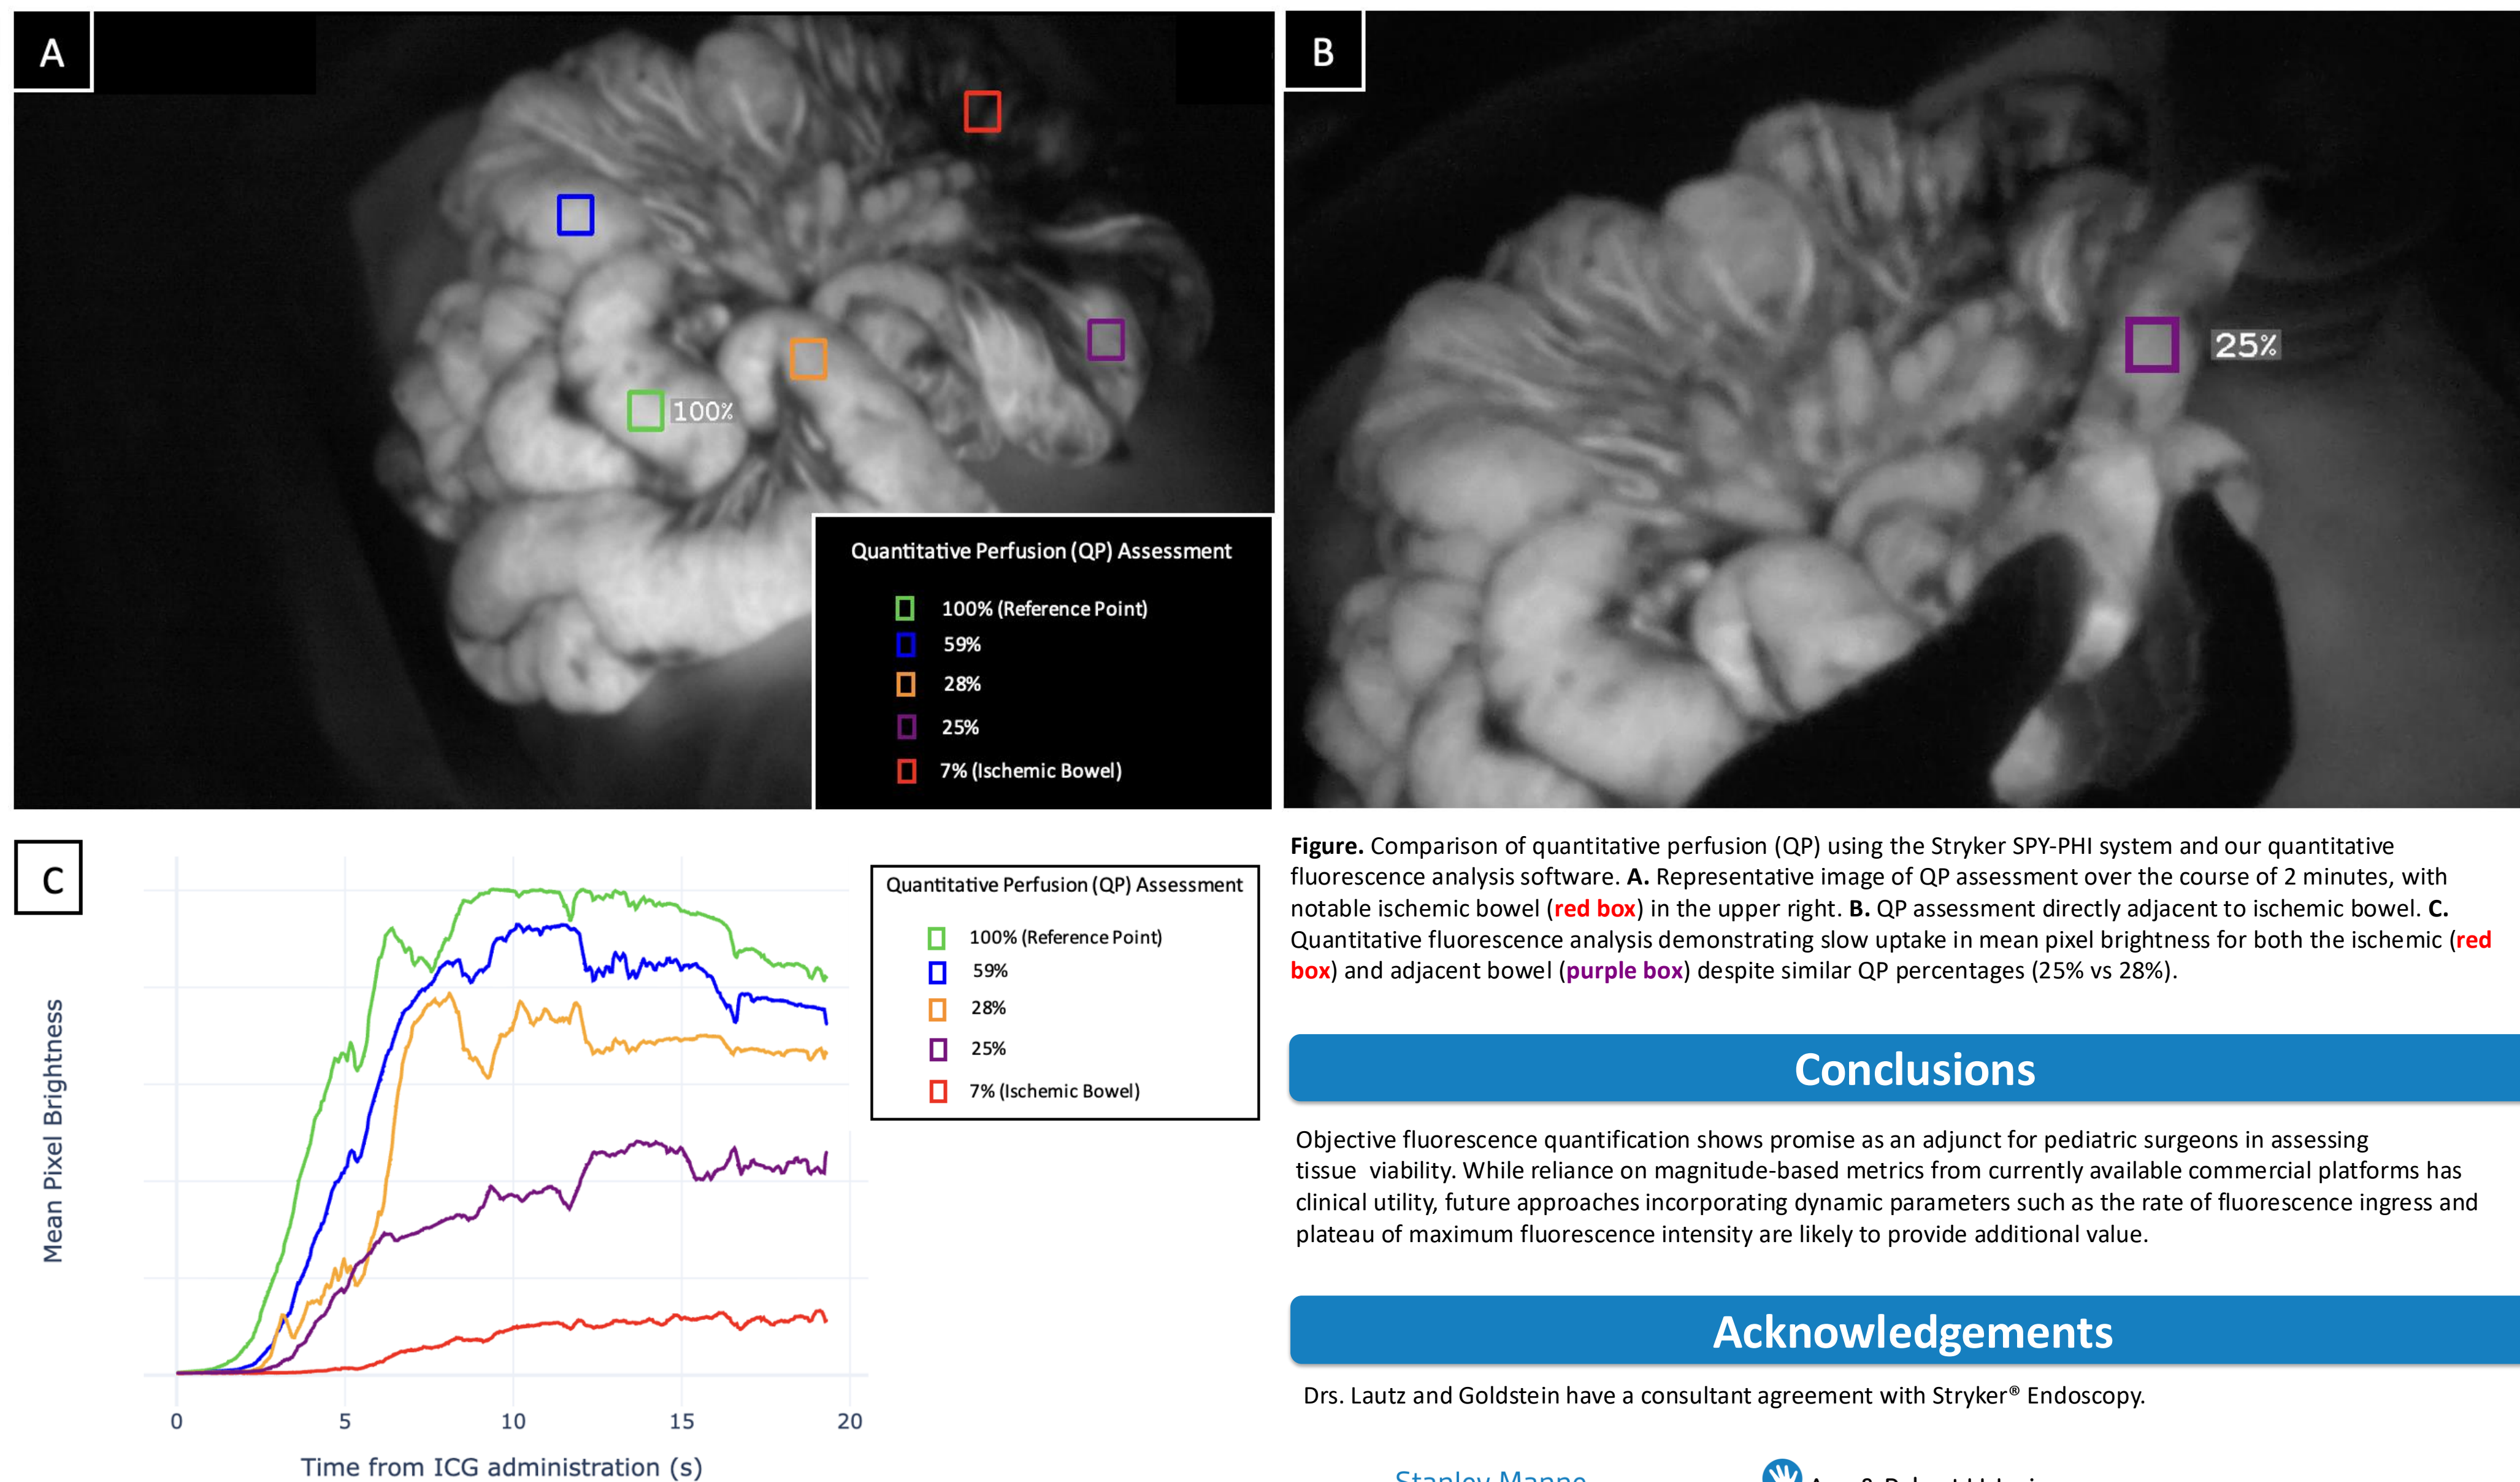 A
100%
Quantitative Perfusion (QP) Assessment
100% (Reference Point)
59%
28%
25%
7% (Ischemic Bowel)
B
25%
C
Mean Pixel Brightness
0 5 10 15 20
Time from ICG administration (s)
Quantitative Perfusion (QP) Assessment
100% (Reference Point)
59%
28%
25%
7% (Ischemic Bowel)
Figure. Comparison of quantitative perfusion (QP) using the Stryker SPY-PHI system and our quantitative
fluorescence analysis software. A. Representative image of QP assessment over the course of 2 minutes, with
notable ischemic bowel (red box) in the upper right. B. QP assessment directly adjacent to ischemic bowel. C.
Quantitative fluorescence analysis demonstrating slow uptake in mean pixel brightness for both the ischemic (red
box) and adjacent bowel (purple box) despite similar QP percentages (25% vs 28%).
Conclusions
Objective fluorescence quantification shows promise as an adjunct for pediatric surgeons in assessing
tissue viability. While reliance on magnitude-based metrics from currently available commercial platforms has
clinical utility, future approaches incorporating dynamic parameters such as the rate of fluorescence ingress and
plateau of maximum fluorescence intensity are likely to provide additional value.
Acknowledgements
Drs. Lautz and Goldstein have a consultant agreement with Stryker® Endoscopy.
Stanley Manne